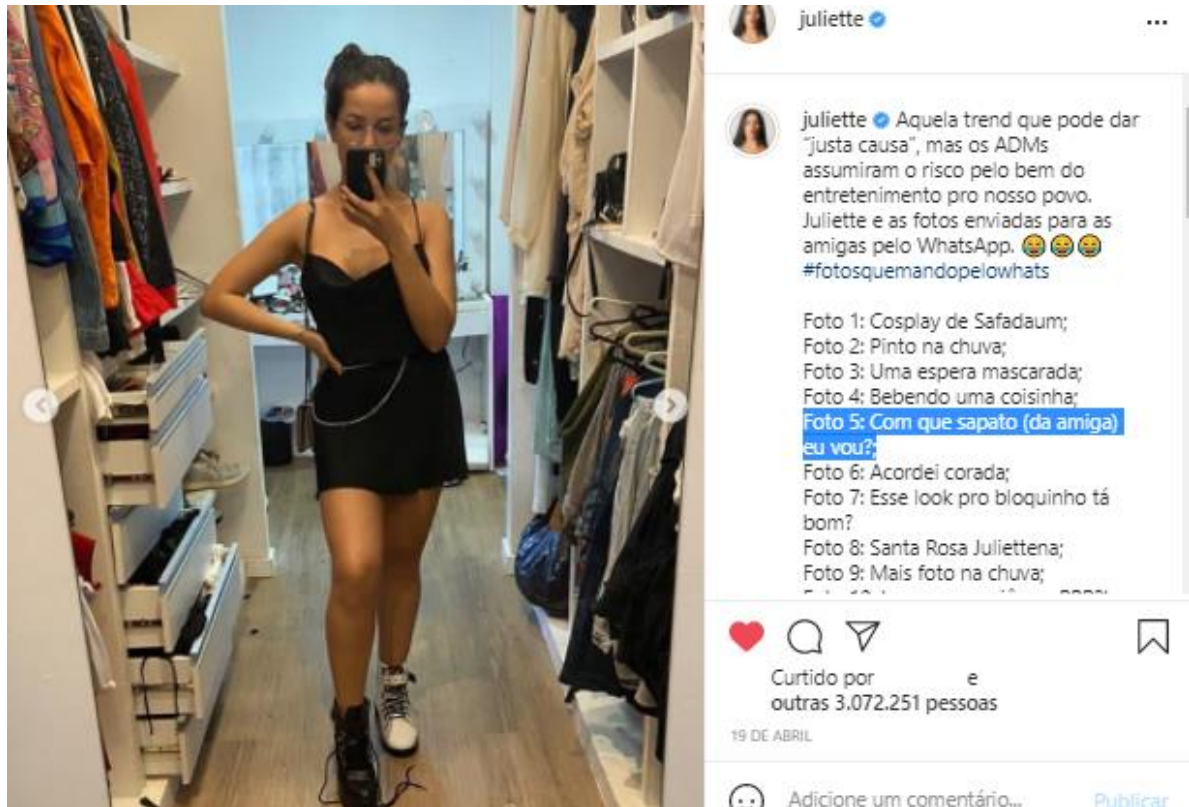 juliette
juliette Aquela trend que pode dar
"justa causa", mas os ADMs
assumiram o risco pelo bem do
entretenimento pro nosso povo.
Juliette e as fotos enviadas para as
amigas pelo WhatsApp. 😂😂😂
#fotosquemandopelowhats
Foto 1: Cosplay de Safadaum;
Foto 2: Pinto na chuva;
Foto 3: Uma espera mascarada;
Foto 4: Bebendo uma coisinha;
Foto 5: Com que sapato (da amiga)
eu vou?;
Foto 6: Acordei corada;
Foto 7: Esse look pro bloquinho tá
bom?
Foto 8: Santa Rosa Juliettena;
Foto 9: Mais foto na chuva;
Curtido por e
outras 3.072.251 pessoas
19 DE ABRIL
Adicione um comentário... Publicar